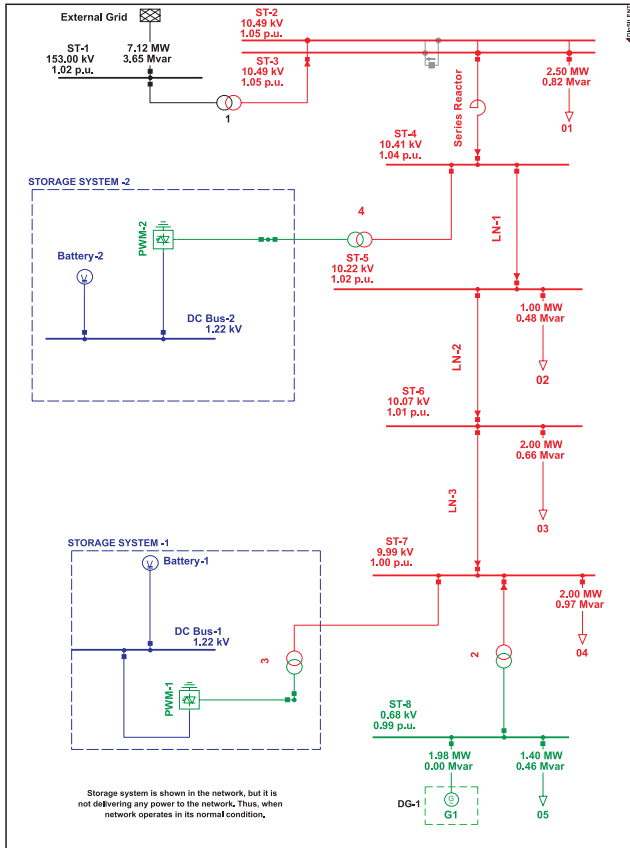 External Grid
ST-1
153.00 kV
1.02 p.u.
7.12 MW
3.65 Mvar
1
ST-2
10.49 kV
1.05 p.u.
ST-3
10.49 kV
1.05 p.u.
DIgSILENT
2.50 MW
0.82 Mvar
01
Series Reactor
ST-4
10.41 kV
1.04 p.u.
LN-1
STORAGE SYSTEM -2
PWM-2
4
Battery-2
DC Bus-2
1.22 kV
ST-5
10.22 kV
1.02 p.u.
1.00 MW
0.48 Mvar
02
LN-2
ST-6
10.07 kV
1.01 p.u.
2.00 MW
0.66 Mvar
03
LN-3
ST-7
9.99 kV
1.00 p.u.
2.00 MW
0.97 Mvar
04
STORAGE SYSTEM -1
Battery-1
V
DC Bus-1
1.22 kV
PWM-1
3
2
ST-8
0.68 kV
0.99 p.u.
1.98 MW
0.00 Mvar
DG-1
G
G1
1.40 MW
0.46 Mvar
05
Storage system is shown in the network, but it is
not delivering any power to the network. Thus, when
network operates in its normal condition.